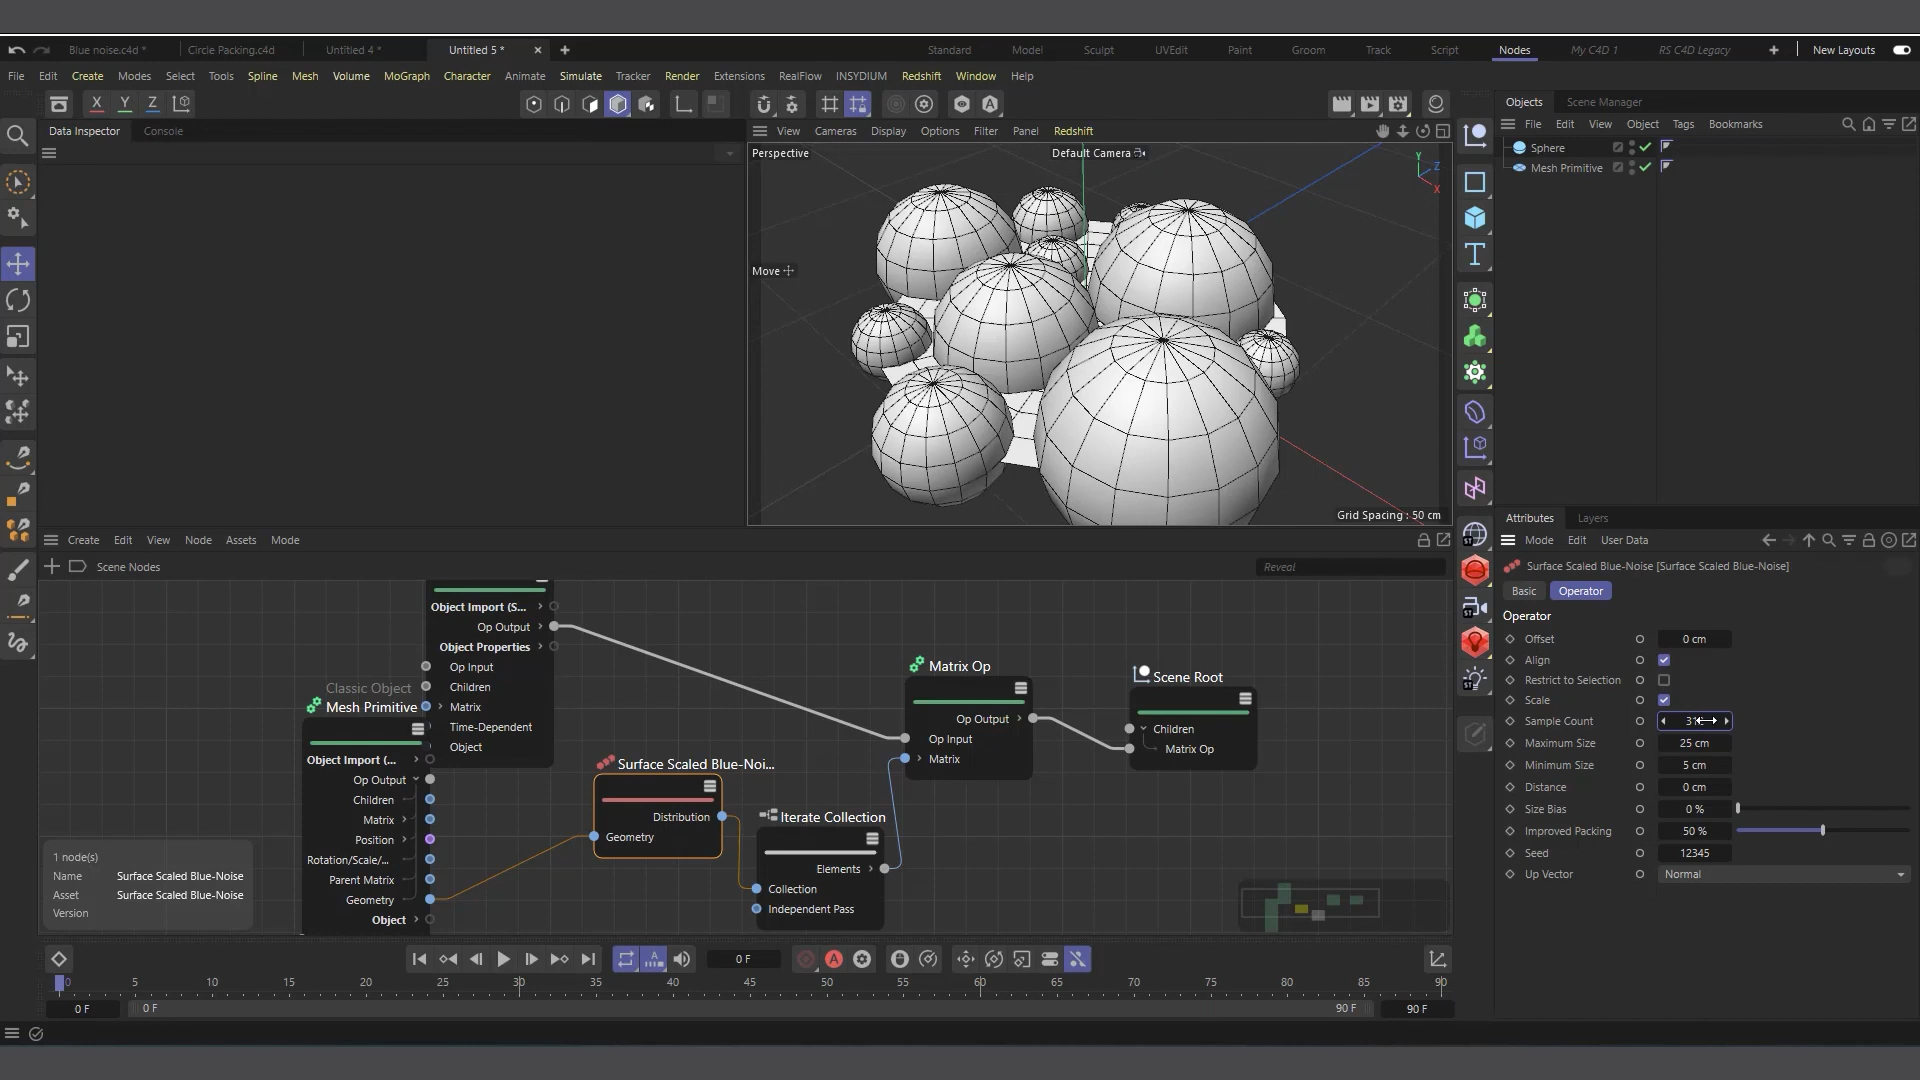 Blue noise.c4d *
Circle Packing.c4d
Untitled 4 *
Untitled 5 *
Standard
Model
Sculpt
UVEdit
Paint
Groom
Track
Script
Nodes
My C4D 1
RS C4D Legacy
New Layouts
File
Edit
Create
Modes
Select
Tools
Spline
Mesh
Volume
MoGraph
Character
Animate
Simulate
Tracker
Render
Extensions
RealFlow
INSYDIUM
Redshift
Window
Help
X
Y
Z
Objects
Scene Manager
Data Inspector
Console
View
Cameras
Display
Options
Filter
Panel
Redshift
File
Edit
View
Object
Tags
Bookmarks
Perspective
Default Camera
Sphere
Mesh Primitive
Y
Z
X
Move
Grid Spacing : 50 cm
Attributes
Layers
Create
Edit
View
Node
Assets
Mode
Mode
Edit
User Data
Scene Nodes
Reveal
Surface Scaled Blue-Noise [Surface Scaled Blue-Noise]
Basic
Operator
Operator
Offset
0 cm
Align
Restrict to Selection
Scale
Sample Count
Maximum Size
25 cm
Minimum Size
5 cm
Distance
0 cm
Size Bias
0 %
Improved Packing
50 %
Seed
12345
Up Vector
Normal
Object Import (S...
Op Output
Object Properties
Op Input
Children
Matrix
Time-Dependent
Object
Classic Object
Mesh Primitive
Object Import (...
Op Output
Children
Matrix
Position
Rotation/Scale/...
Parent Matrix
Geometry
Object
Surface Scaled Blue-Noi...
Distribution
Geometry
Iterate Collection
Elements
Collection
Independent Pass
Matrix Op
Op Output
Op Input
Matrix
Scene Root
Children
Matrix Op
1 node(s)
Name
Surface Scaled Blue-Noise
Asset
Surface Scaled Blue-Noise
Version
0 F
0
5
10
15
20
25
30
35
40
45
50
55
60
65
70
75
80
85
90
0 F
0 F
90 F
90 F